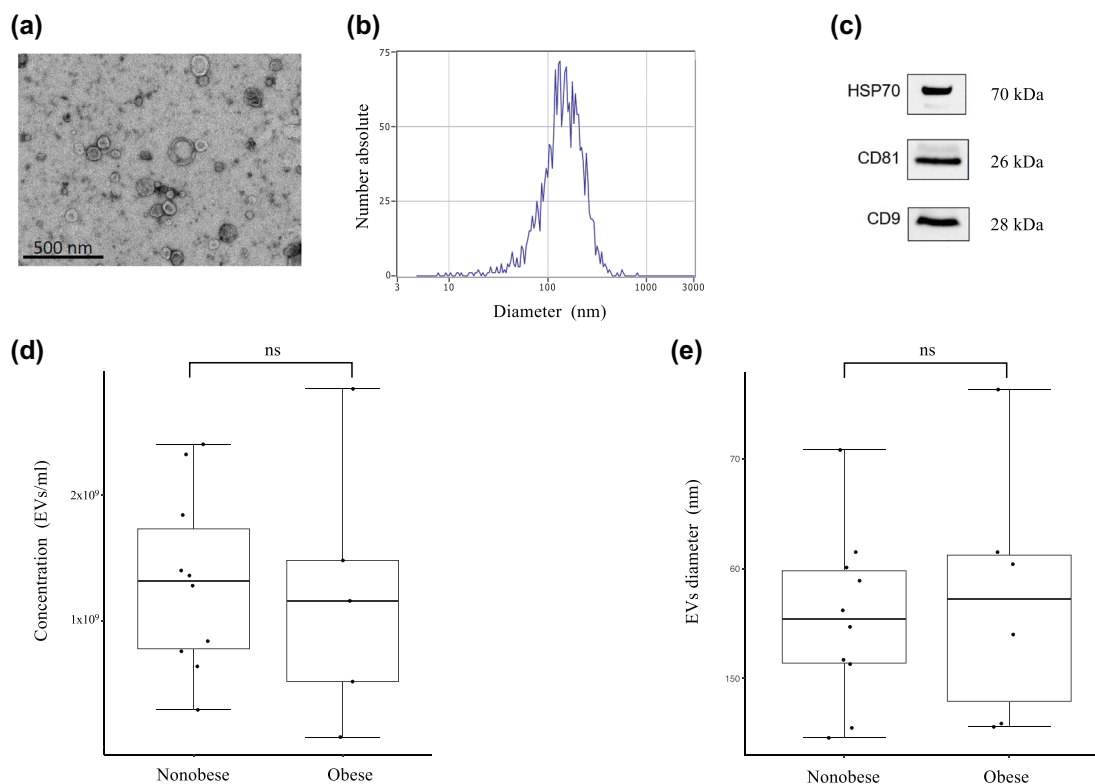 (a)
500 nm
(b)
Number absolute
75
50
25
0
3
10
100
1000
3000
Diameter (nm)
(c)
HSP70
70 kDa
CD81
26 kDa
CD9
28 kDa
(d)
ns
Concentration (EVs/ml)
2x10⁹
1x10⁹
Nonobese
Obese
(e)
ns
EVs diameter (nm)
70
60
150
Nonobese
Obese